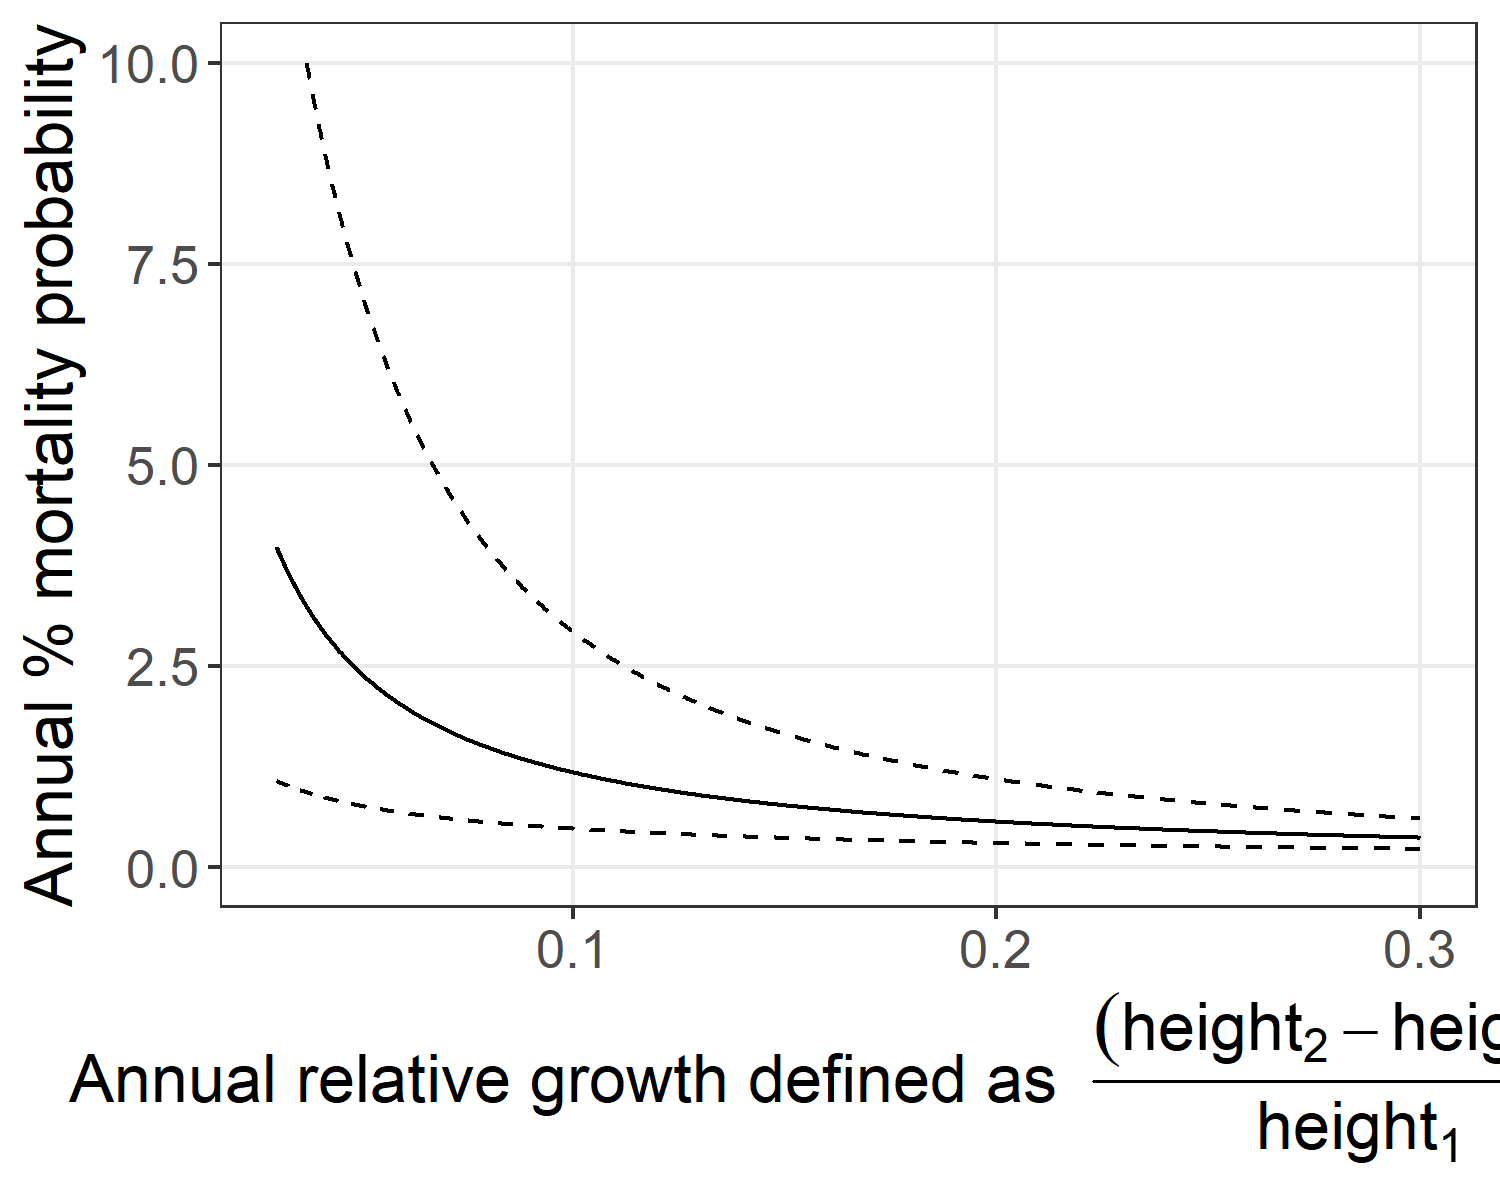 Annual % mortality probability
10.0
7.5
5.0
2.5
0.0
0.1 0.2 0.3
Annual relative growth defined as
(height2 – heig
height1